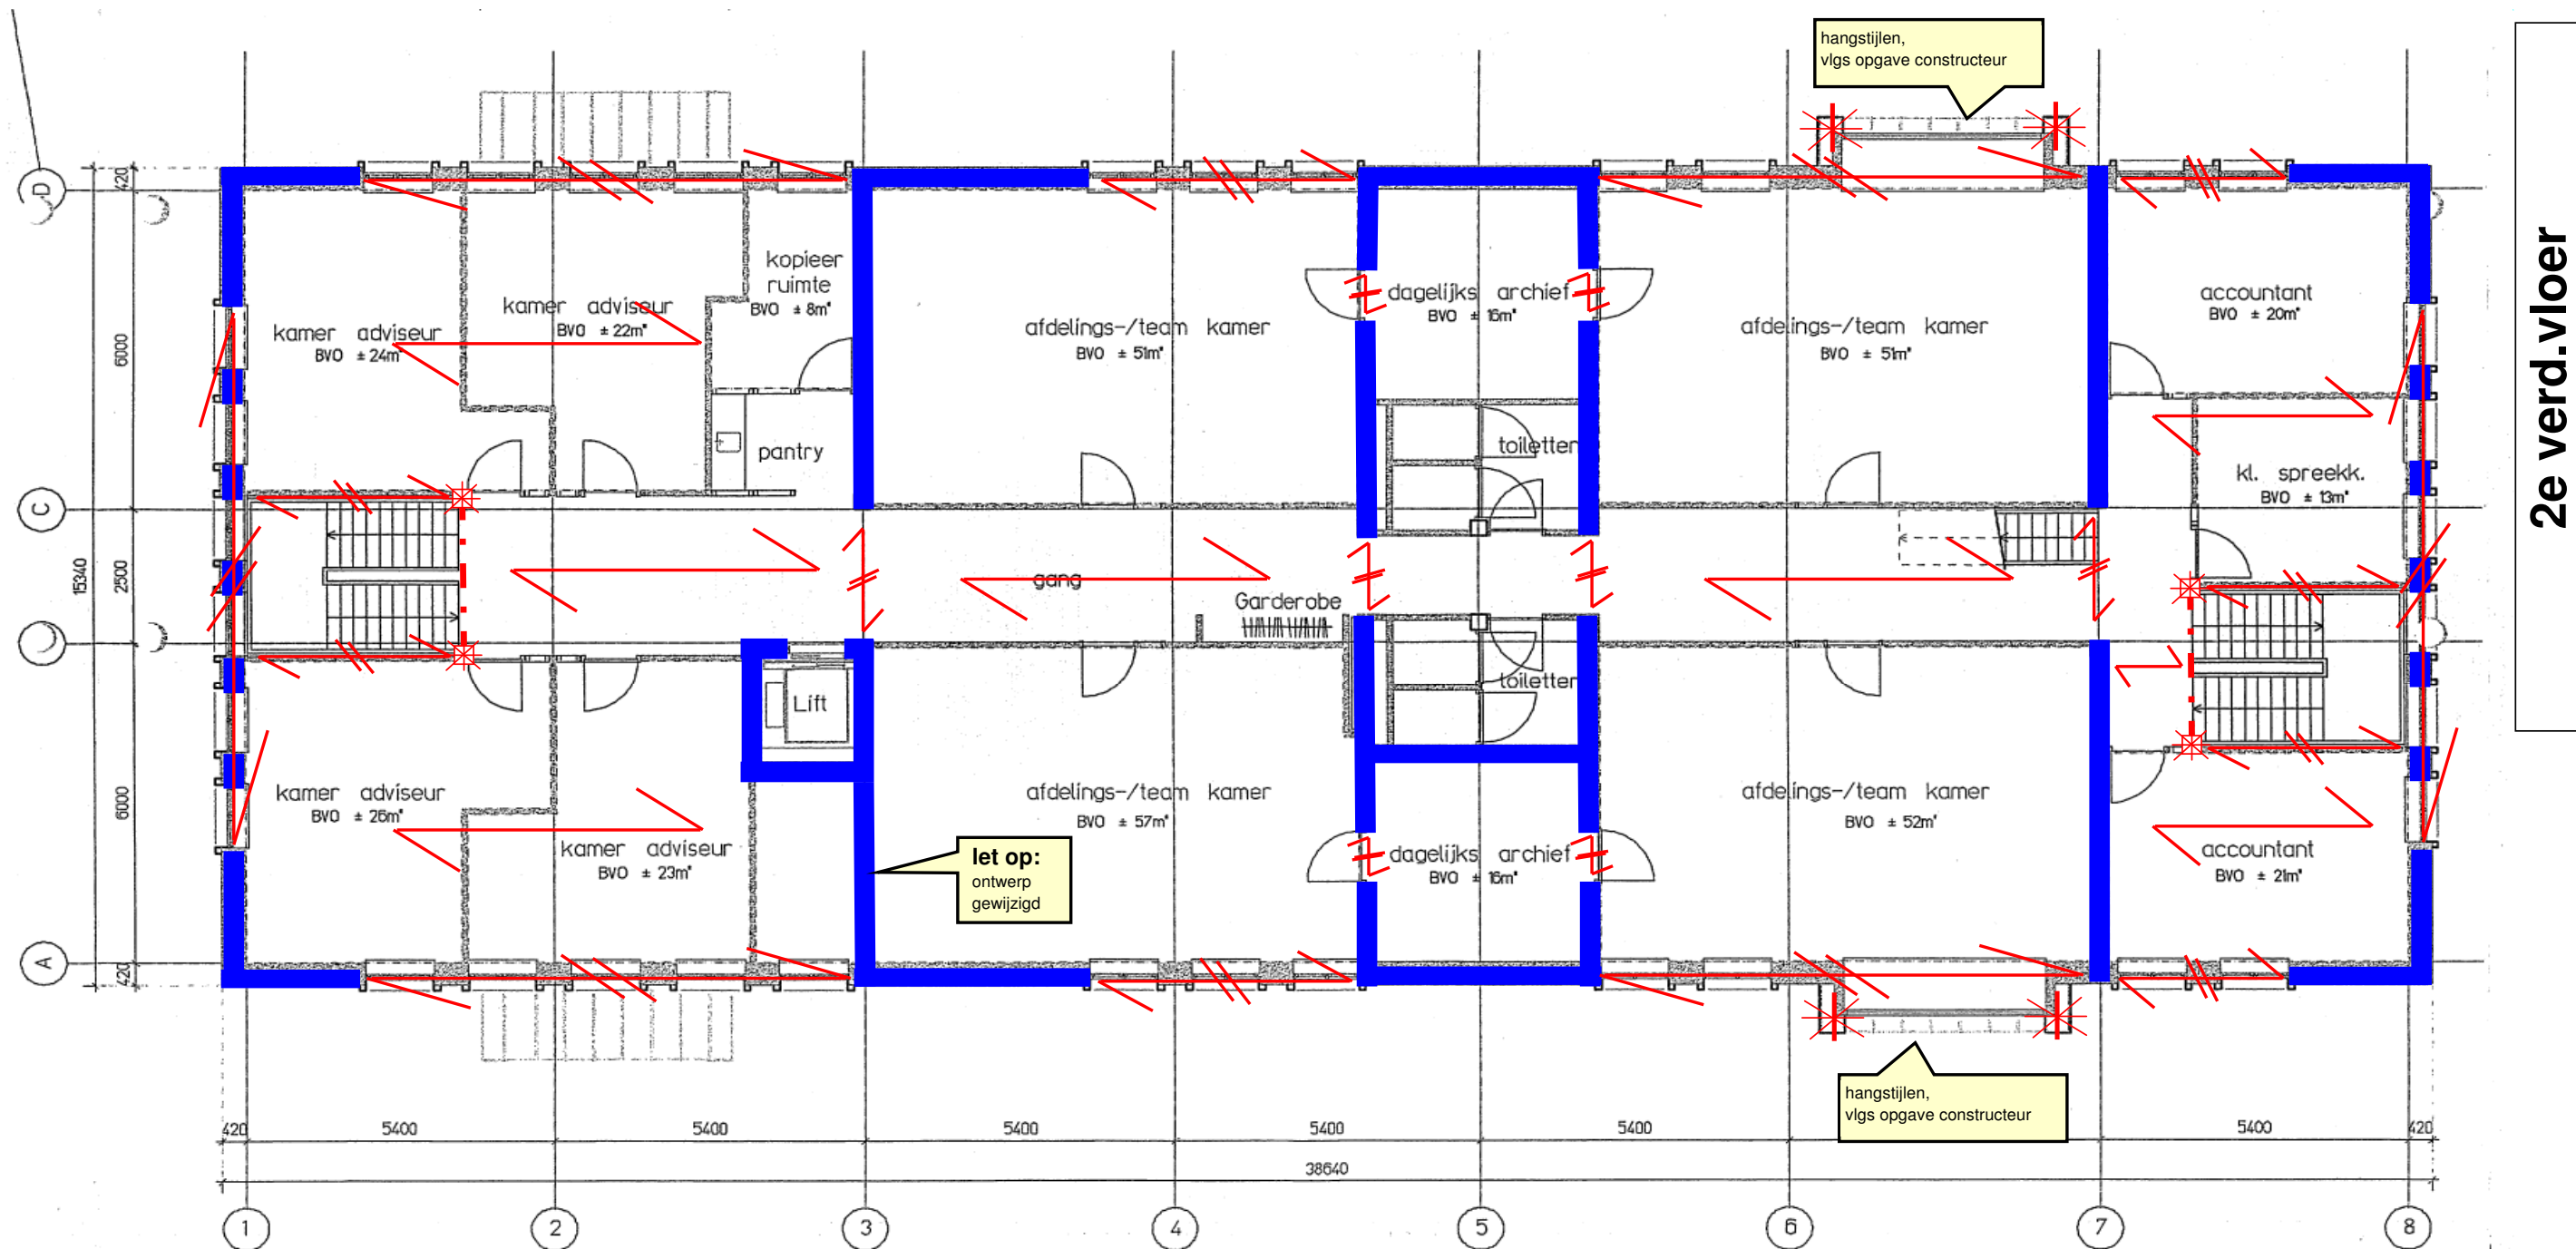 hangstijlen,
vlgs opgave constructeur
2e verd.vloer
D
420
kopieer
ruimte
BVO ± 8m²
kamer adviseur
BVO ± 22m²
kamer adviseur
BVO ± 24m²
afdelings-/team kamer
BVO ± 51m²
dagelijks archief
BVO ± 16m²
afdelings-/team kamer
BVO ± 51m²
accountant
BVO ± 20m²
6000
pantry
toiletten
kl. spreekk.
BVO ± 13m²
C
15340
2500
gang
Garderobe
Lift
toiletten
6000
kamer adviseur
BVO ± 26m²
kamer adviseur
BVO ± 23m²
afdelings-/team kamer
BVO ± 57m²
dagelijks archief
BVO ± 16m²
afdelings-/team kamer
BVO ± 52m²
accountant
BVO ± 21m²
let op:
ontwerp
gewijzigd
A
420
hangstijlen,
vlgs opgave constructeur
420 5400 5400 5400 5400 5400 5400 420
38640
1 2 3 4 5 6 7 8